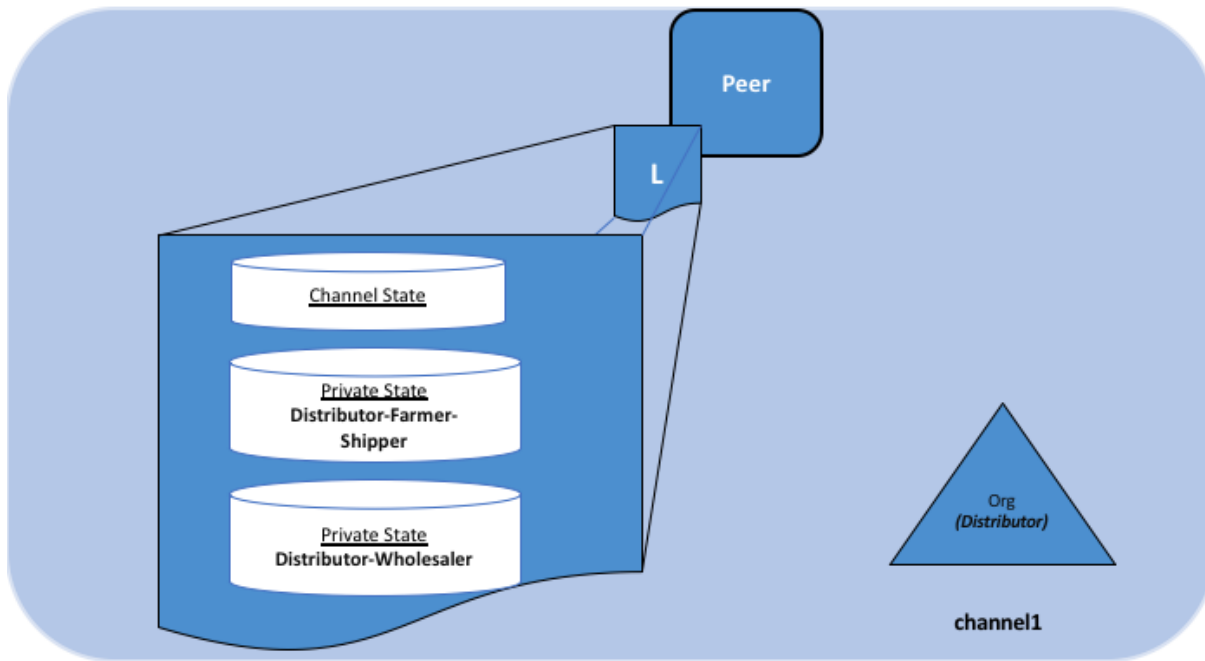 Peer
L
Channel State
Private State
Distributor-Farmer-
Shipper
Private State
Distributor-Wholesaler
Org
(Distributor)
channel1